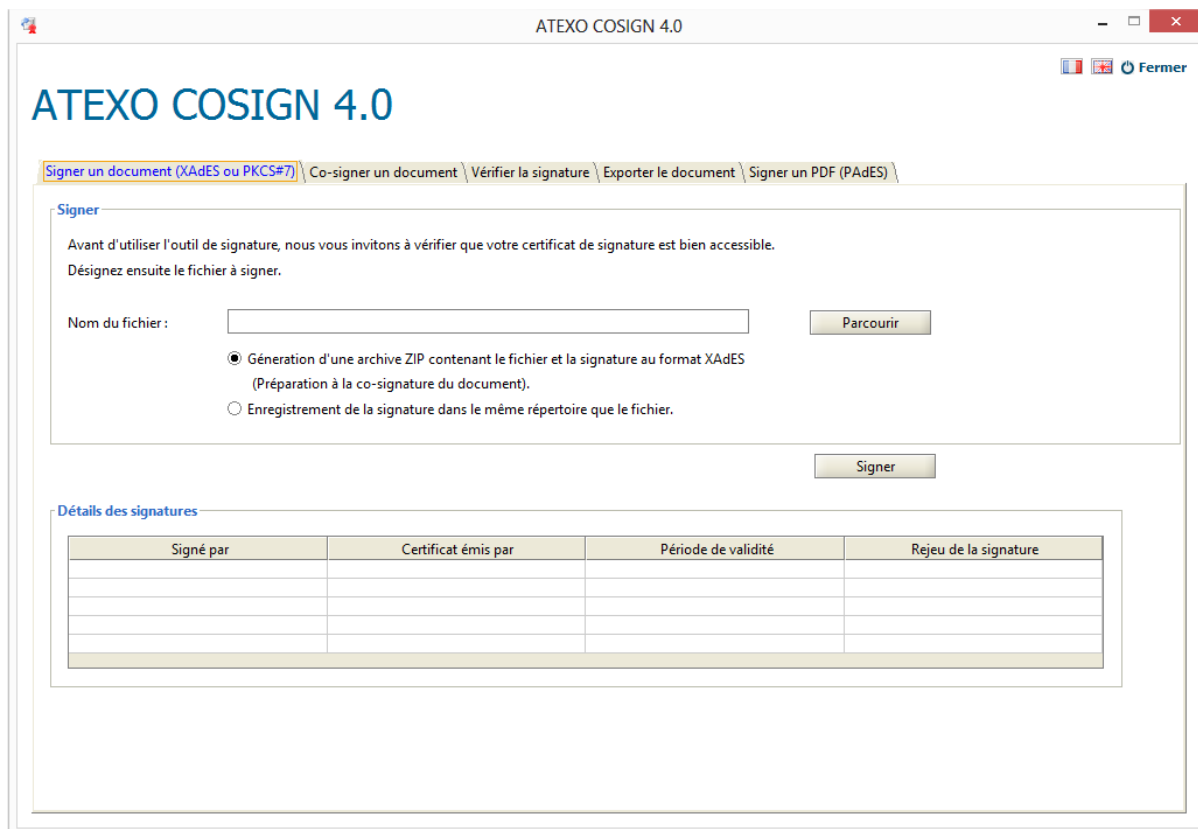 ATEXO COSIGN 4.0
Fermer
ATEXO COSIGN 4.0
Signer un document (XAdES ou PKCS#7) Co-signer un document Vérifier la signature Exporter le document Signer un PDF (PAdES)
Signer
Avant d'utiliser l'outil de signature, nous vous invitons à vérifier que votre certificat de signature est bien accessible.
Désignez ensuite le fichier à signer.
Nom du fichier : Parcourir
Géneration d'une archive ZIP contenant le fichier et la signature au format XAdES
(Préparation à la co-signature du document).
Enregistrement de la signature dans le même répertoire que le fichier.
Signer
Détails des signatures
Signé par Certificat émis par Période de validité Rejeu de la signature